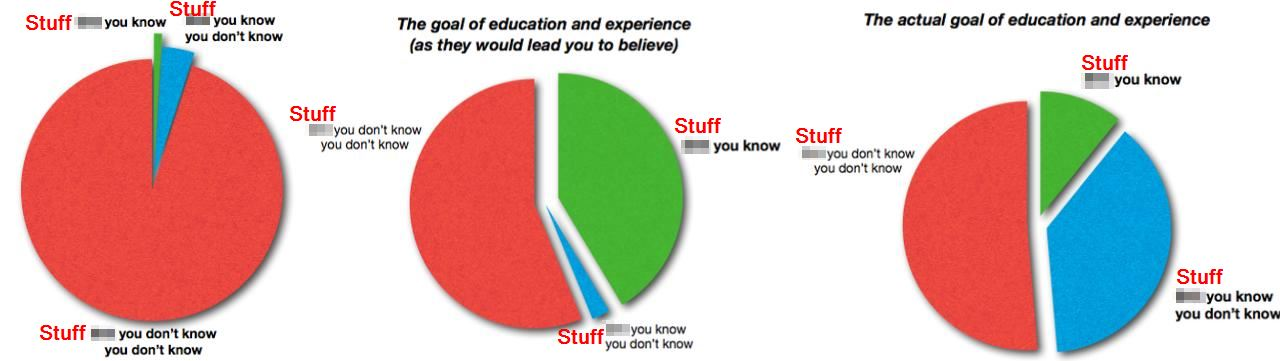 Stuff you know
Stuff
you know
you don't know
Stuff you don't know
you don't know
The goal of education and experience
(as they would lead you to believe)
Stuff
you don't know
you don't know
Stuff
you know
Stuff you know
you don't know
The actual goal of education and experience
Stuff
you know
Stuff
you don't know
you don't know
Stuff
you know
you don't know